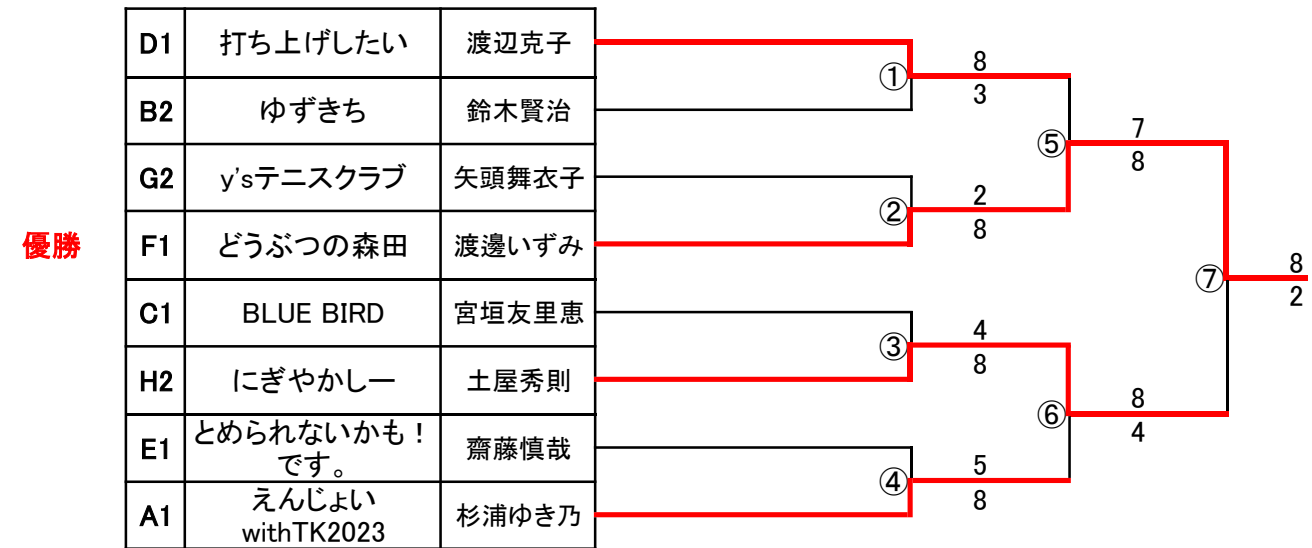 D1 打ち上げしたい 渡辺克子
① 8
3
B2 ゆずきち 鈴木賢治
⑤ 7
8
G2 y'sテニスクラブ 矢頭舞衣子
② 2
8
優勝 F1 どうぶつの森田 渡邊いずみ
⑦ 8
2
C1 BLUE BIRD 宮垣友里恵
③ 4
8
H2 にぎやかしー 土屋秀則
⑥ 8
4
E1 とめられないかも！
です。 齋藤慎哉
④ 5
8
A1 えんじょい
withTK2023 杉浦ゆき乃